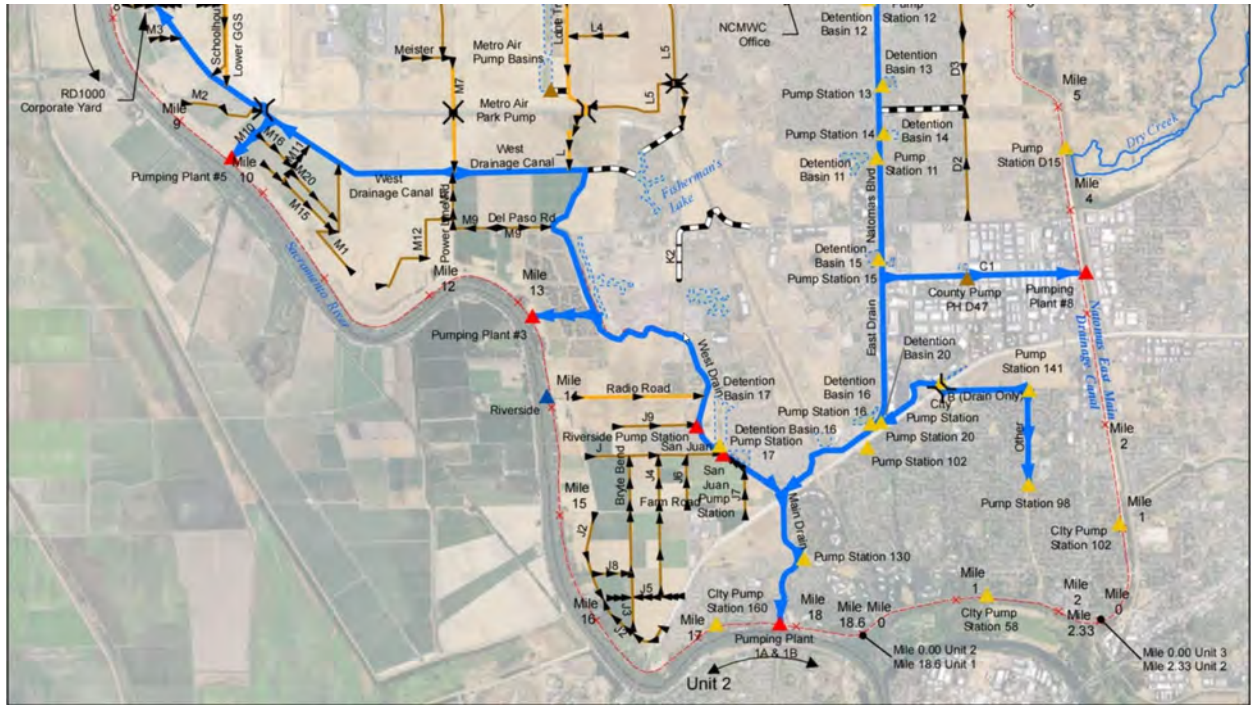 Detention
Basin 12
Pump
Station 12
NCMWC
Office
M3
Schoolhouse
Lower GGS
RD1000
Corporate Yard
Meister
Metro Air
Pump Basins
L4
L5
Detention
Basin 13
Pump Station 13
D3
Mile
5
M2
Mile
9
M7
Metro Air
Park Pump
L5
Pump Station 14
Detention
Basin 14
Dry Creek
M10
M16
M11
M20
M15
M1
Mile
10
Pumping Plant #5
West
Drainage Canal
West
Drainage Canal
L
Detention
Basin 11
Pump
Station 11
D2
Pump
Station D15
Mile
4
Fisherman's
Lake
Power Line Rd
M9
Del Paso Rd
M9
M12
K2
Natomas Blvd
Sacramento River
Mile
12
Mile
13
Detention
Basin 15
Pump Station 15
C1
County Pump
PH D47
Pumping
Plant #8
Pumping Plant #3
East Drain
Natomas East Main
Drainage Canal
West Drain
Detention
Basin 20
Pump
Station 141
Mile
1
Riverside
Radio Road
Detention
Basin 17
Detention
Basin 16
Pump Station 16
B (Drain Only)
City
Pump
Station
J9
Riverside Pump Station
Detention Basin 16
Pump Station
17
Pump Station 20
Other
Mile
2
J
San Juan
Pump Station 102
Bryte Bend
J4
J6
San
Juan
Pump
Station
J7
Farm Road
Mile
15
Pump Station 98
Main Drain
Mile
1
City Pump
Station 102
J2
Pump Station 130
J8
J5
J3
J2
Mile
16
City Pump
Station 160
Mile
17
Mile
18
Mile
18.6
Mile
0
Mile
1
City Pump
Station 58
Mile
2
Mile
2.33
Mile
0
Pumping Plant
1A & 1B
Unit 2
Mile 0.00 Unit 2
Mile 18.6 Unit 1
Mile 0.00 Unit 3
Mile 2.33 Unit 2